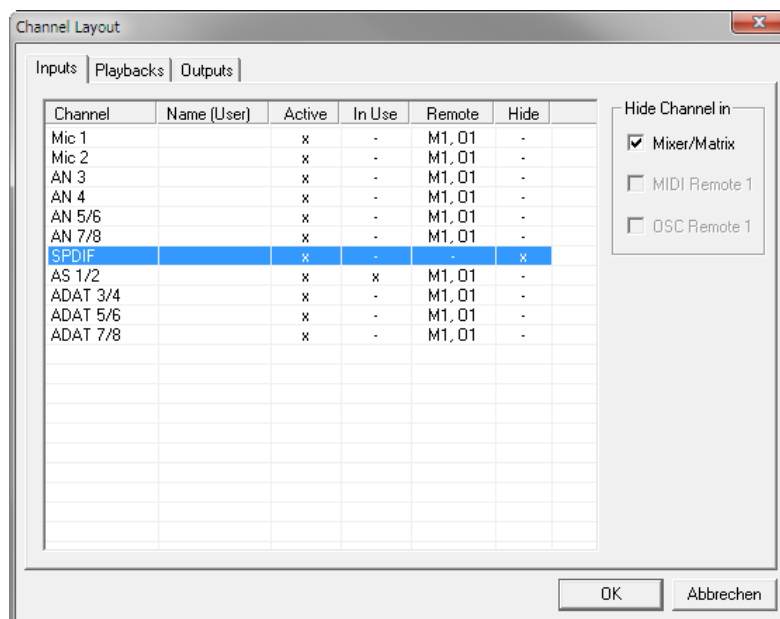 Channel Layout
Inputs Playbacks Outputs
Channel Name (User) Active In Use Remote Hide
Mic 1 x - M1, O1 -
Mic 2 x - M1, O1 -
AN 3 x - M1, O1 -
AN 4 x - M1, O1 -
AN 5/6 x - M1, O1 -
AN 7/8 x - M1, O1 -
SPDIF x - - x
AS 1/2 x x M1, O1 -
ADAT 3/4 x - M1, O1 -
ADAT 5/6 x - M1, O1 -
ADAT 7/8 x - M1, O1 -
Hide Channel in
Mixer/Matrix
MIDI Remote 1
OSC Remote 1
OK Abbrechen